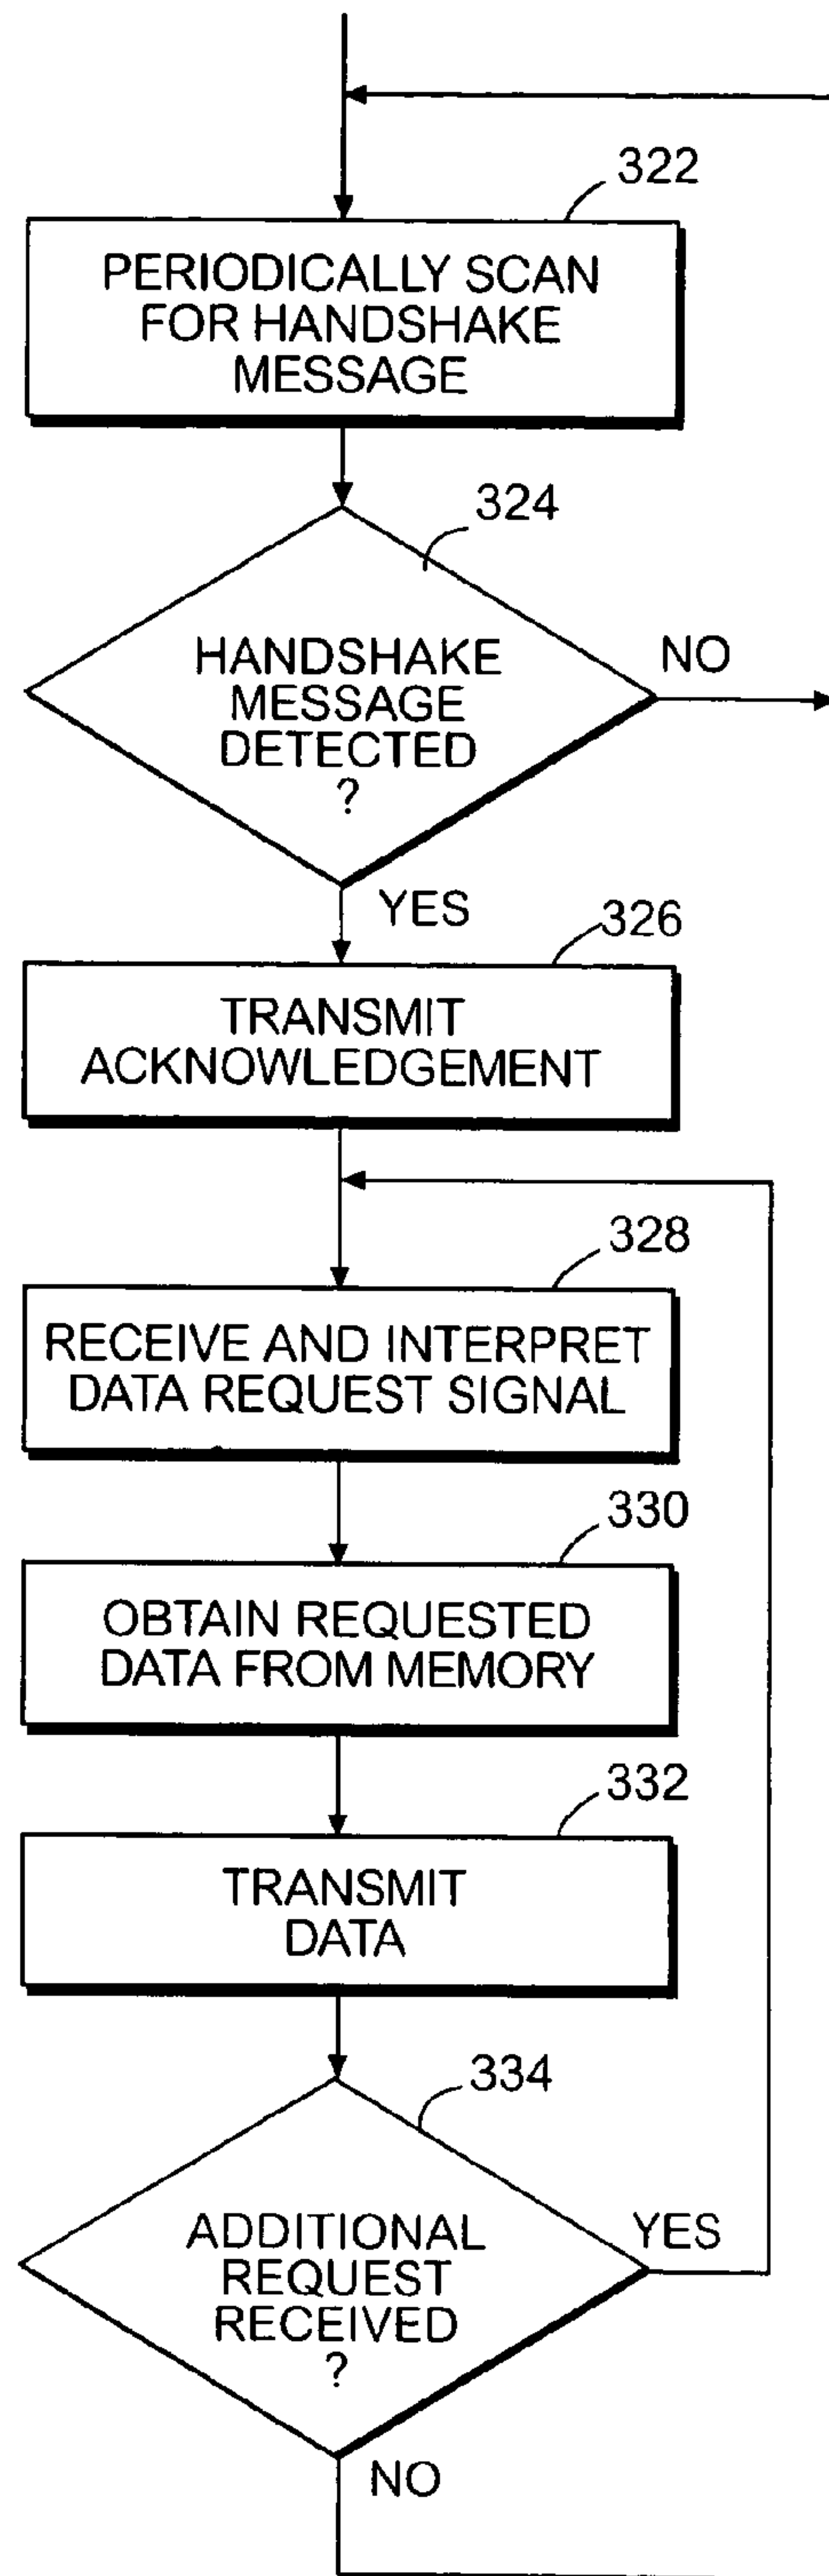 322
PERIODICALLY SCAN
FOR HANDSHAKE
MESSAGE
324
HANDSHAKE
MESSAGE
DETECTED
?
NO
YES
326
TRANSMIT
ACKNOWLEDGEMENT
328
RECEIVE AND INTERPRET
DATA REQUEST SIGNAL
330
OBTAIN REQUESTED
DATA FROM MEMORY
332
TRANSMIT
DATA
334
ADDITIONAL
REQUEST
RECEIVED
?
YES
NO